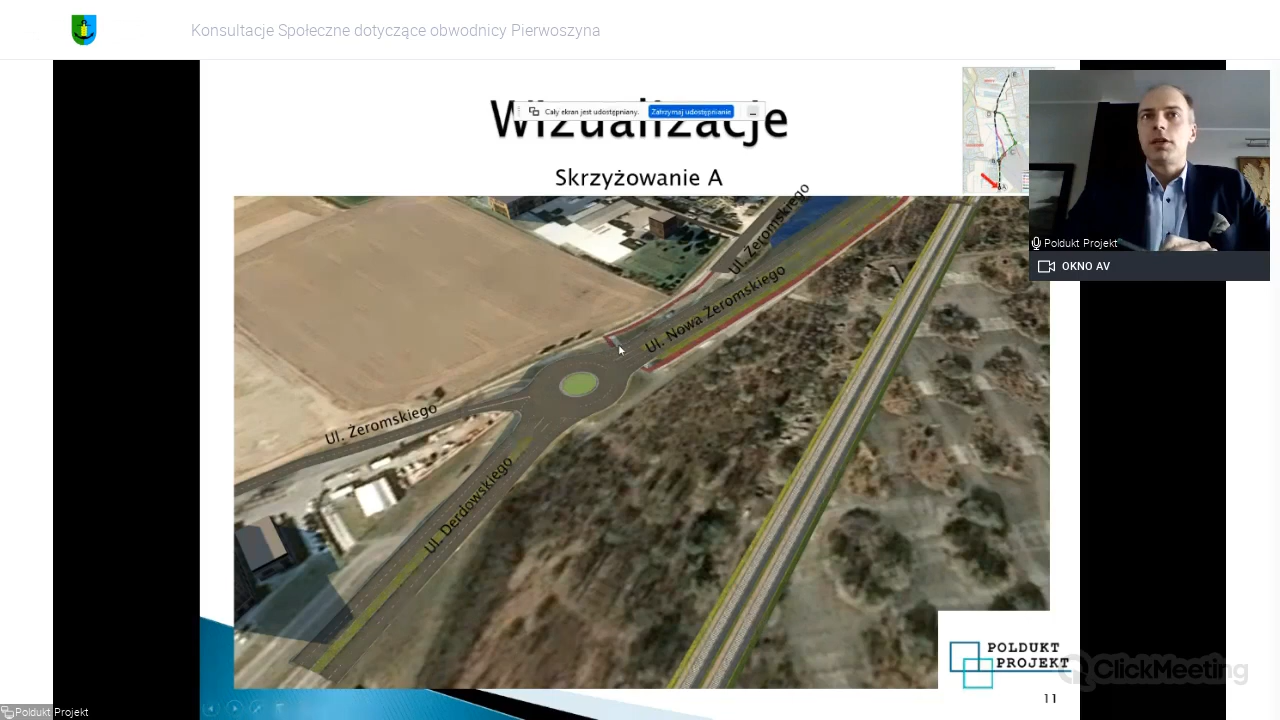 Konsultacje Społeczne dotyczące obwodnicy Pierwoszyna
Wizualizacje
Cały ekran jest udostępniany.
Zatrzymaj udostępnianie
Skrzyżowanie A
Ul. Żeromskiego
Ul. Nowa Żeromskiego
Ul. Żeromskiego
Ul. Derdowskiego
Poldukt Projekt
OKNO AV
POLDUKT
PROJEKT
ClickMeeting
11
Poldukt Projekt